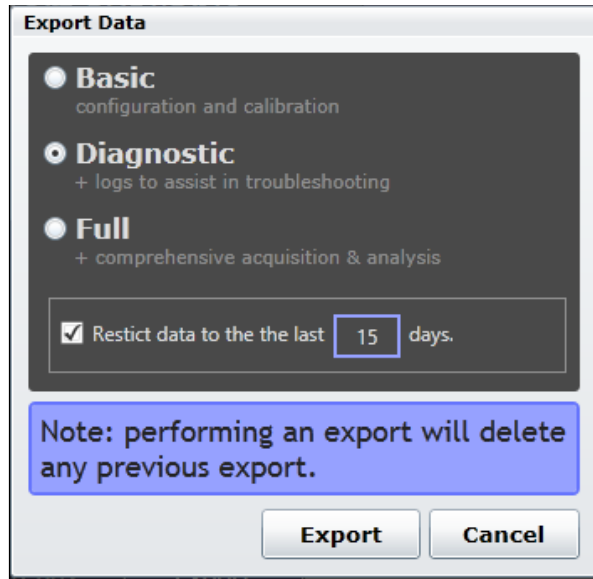 Export Data
Basic
configuration and calibration
Diagnostic
+ logs to assist in troubleshooting
Full
+ comprehensive acquisition & analysis
Restict data to the the last 15 days.
Note: performing an export will delete
any previous export.
Export Cancel